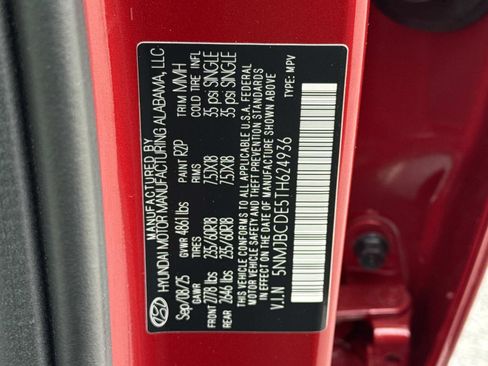 MANUFACTURED BY
HYUNDAI MOTOR MANUFACTURING ALABAMA, LLC
Sep/08/25 GVWR 4861 lbs PAINT R2P TRIM MMH
GAWR TIRES RIMS COLD TIRE INFL
FRONT 2778 lbs 235/60R18 7.5JX18 35 psi SINGLE
REAR 2646 lbs 235/60R18 7.5JX18 35 psi SINGLE
THIS VEHICLE CONFORMS TO ALL APPLICABLE U.S.A. FEDERAL
MOTOR VEHICLE SAFETY, BUMPER, AND THEFT PREVENTION
STANDARDS IN EFFECT ON THE DATE OF MANUFACTURE SHOWN ABOVE
V.I.N 5NMJBCDE5TH624936 TYPE: MPV